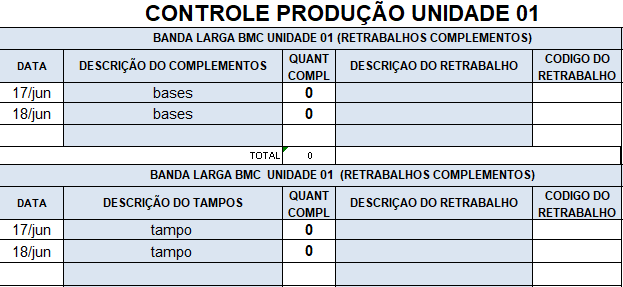 CONTROLE PRODUÇÃO UNIDADE 01
BANDA LARGA BMC UNIDADE 01 (RETRABALHOS COMPLEMENTOS)
DATA DESCRIÇÃO DO COMPLEMENTOS QUANT COMPL DESCRIÇAO DO RETRABALHO CODIGO DO RETRABALHO
17/jun bases 0
18/jun bases 0
TOTAL 0
BANDA LARGA BMC UNIDADE 01 (RETRABALHOS COMPLEMENTOS)
DATA DESCRIÇÃO DO TAMPOS QUANT COMPL DESCRIÇAO DO RETRABALHO CODIGO DO RETRABALHO
17/jun tampo 0
18/jun tampo 0